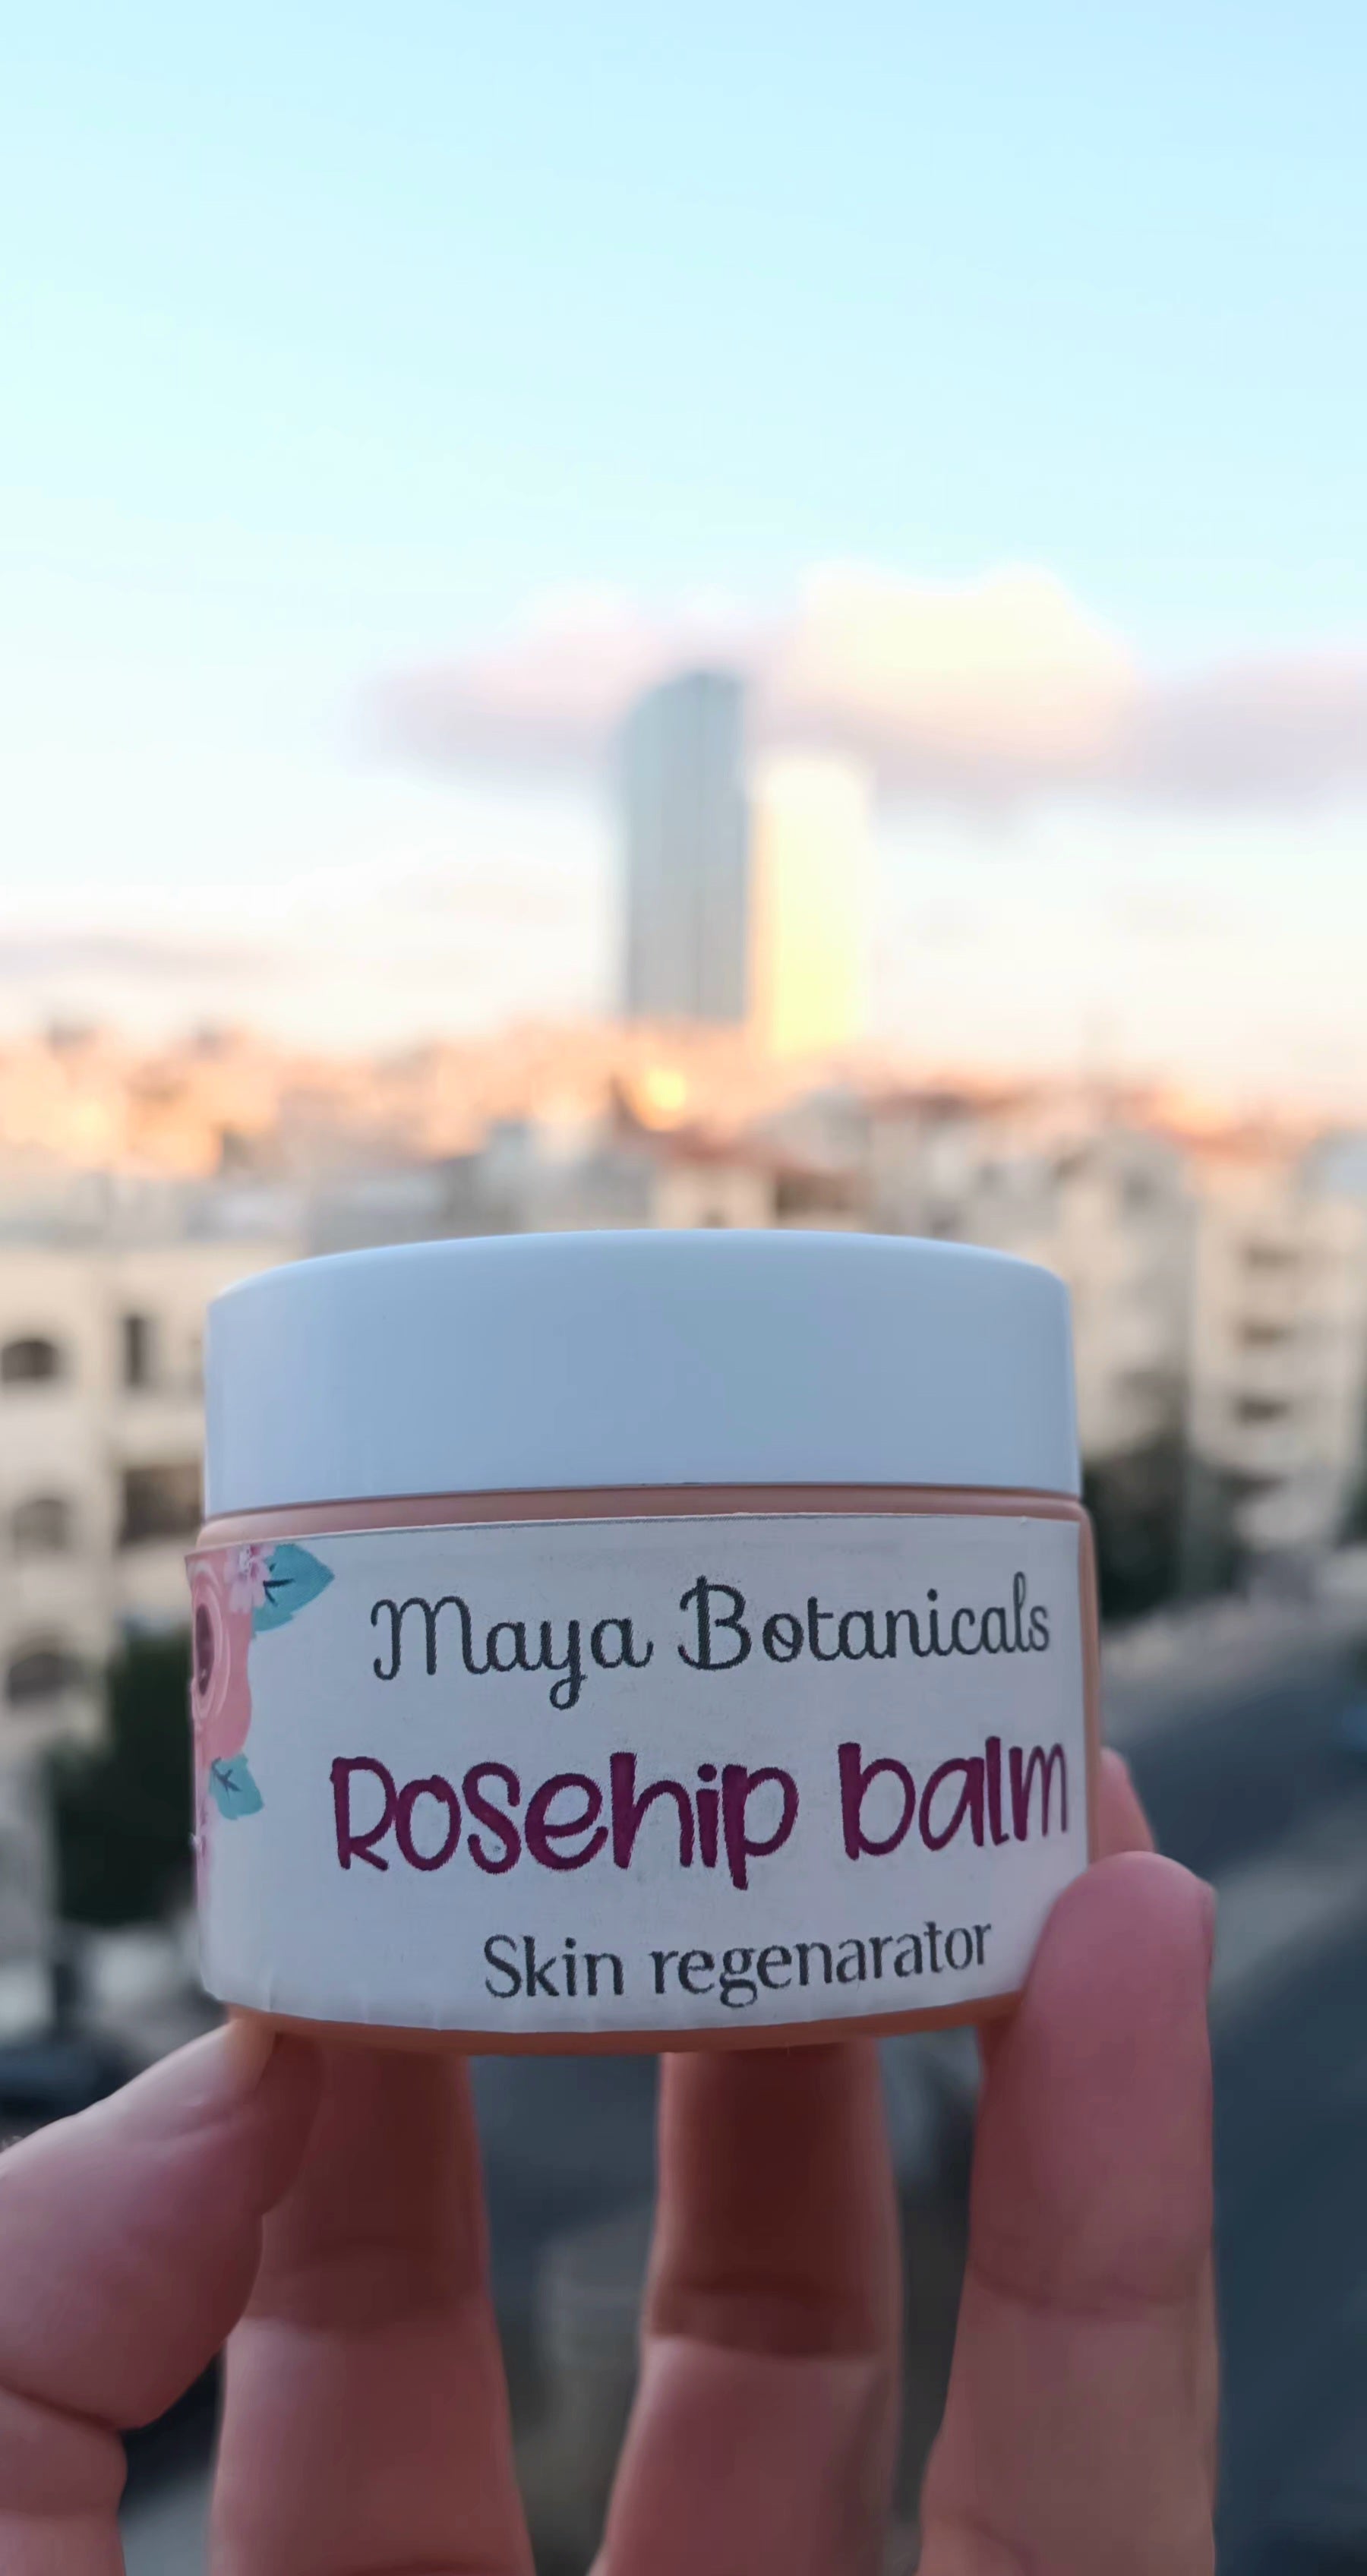 Maya Botanicals
Rosehip balm
Skin regenarator